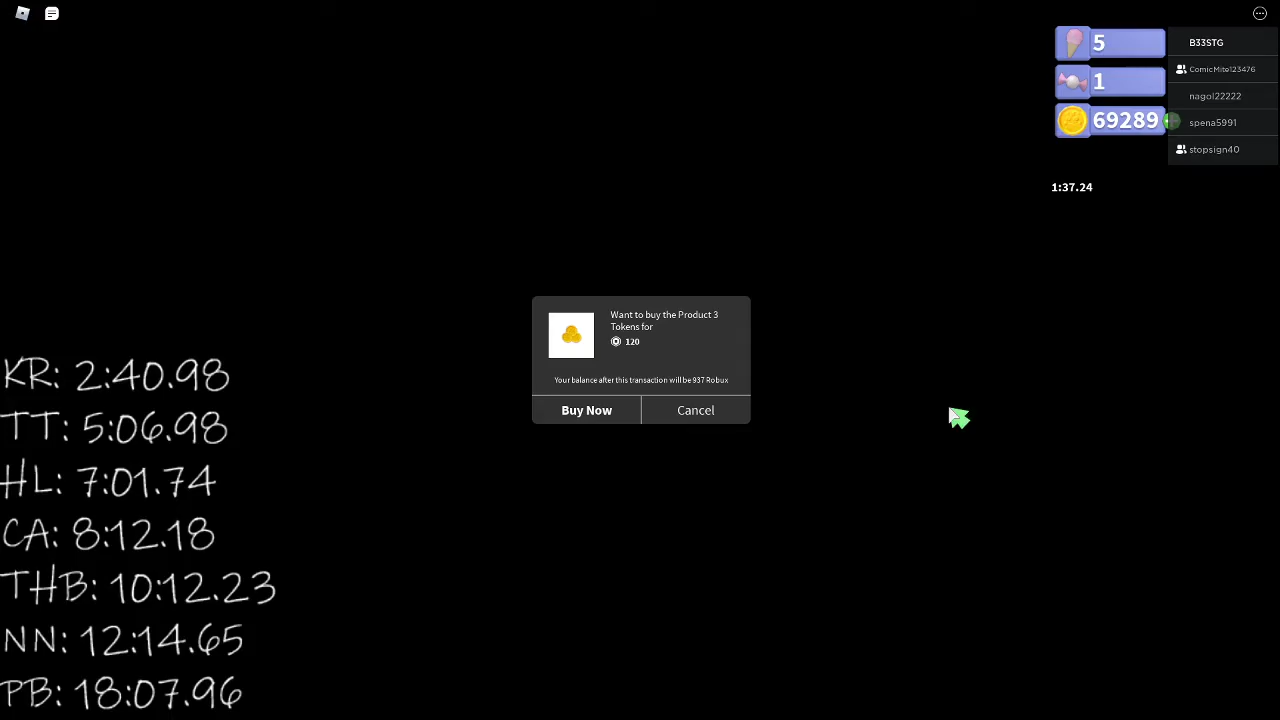 5
B33STG
ComicMite123476
1
nagol22222
69289
spena5991
stopsign40
1:37.24
Want to buy the Product 3
Tokens for
120
Your balance after this transaction will be 937 Robux
Buy Now
Cancel
KR: 2:40.98
TT: 5:06.98
HL: 7:01.74
CA: 8:12.18
THB: 10:12.23
NN: 12:14.65
PB: 18:07.96